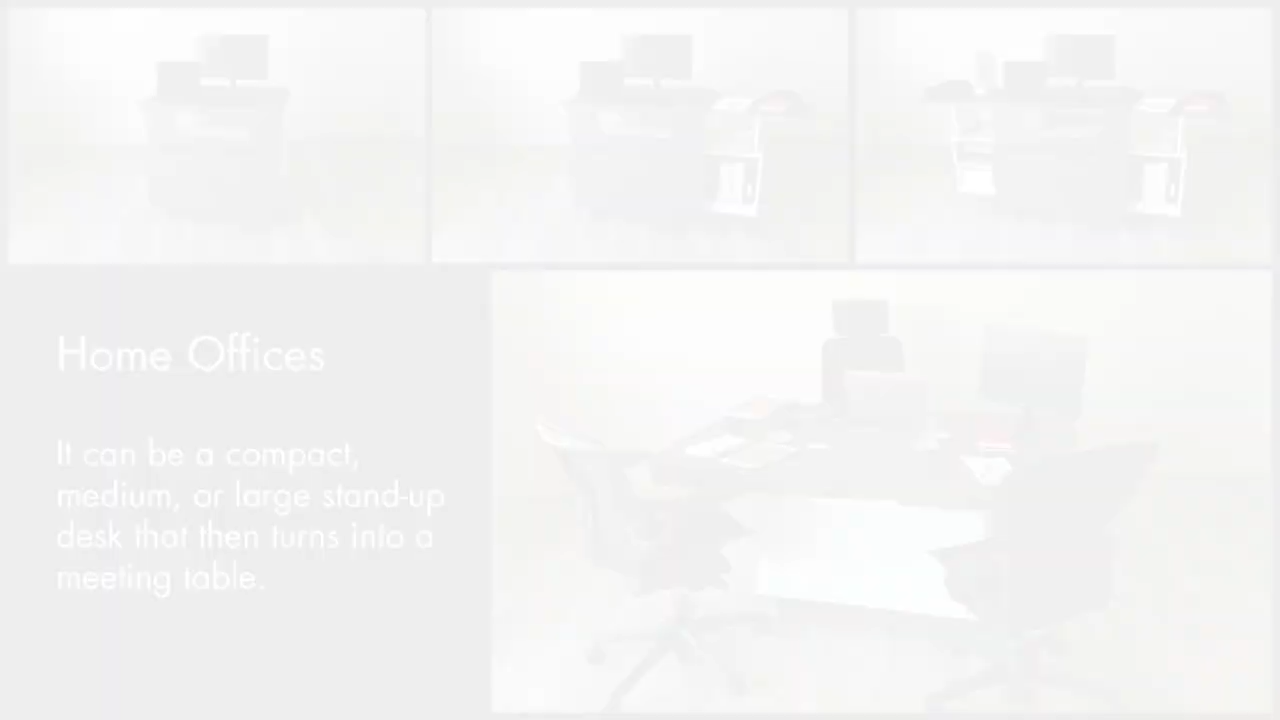 Home Offices
It can be a compact,
medium, or large stand-up
desk that then turns into a
meeting table.